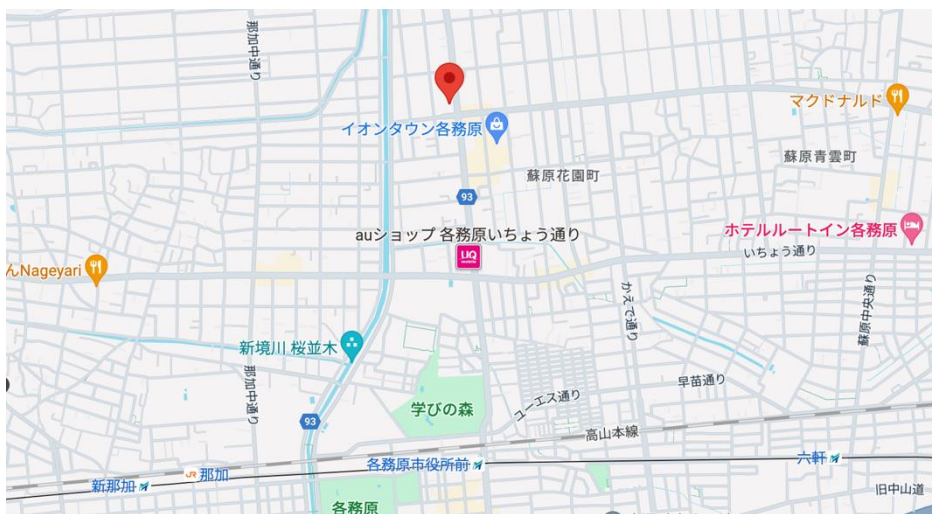 那加中通り
マクドナルド
イオンタウン各務原
蘇原青雲町
蘇原花園町
93
auショップ 各務原いちょう通り
UQ
mobile
ホテルルートイン各務原
いちょう通り
んNageyari
かえで通り
蘇原中央通り
新境川 桜並木
那加中通り
早苗通り
ユーエス通り
学びの森
93
高山本線
各務原市役所前
六軒
JR
那加
新那加
旧中山道
各務原